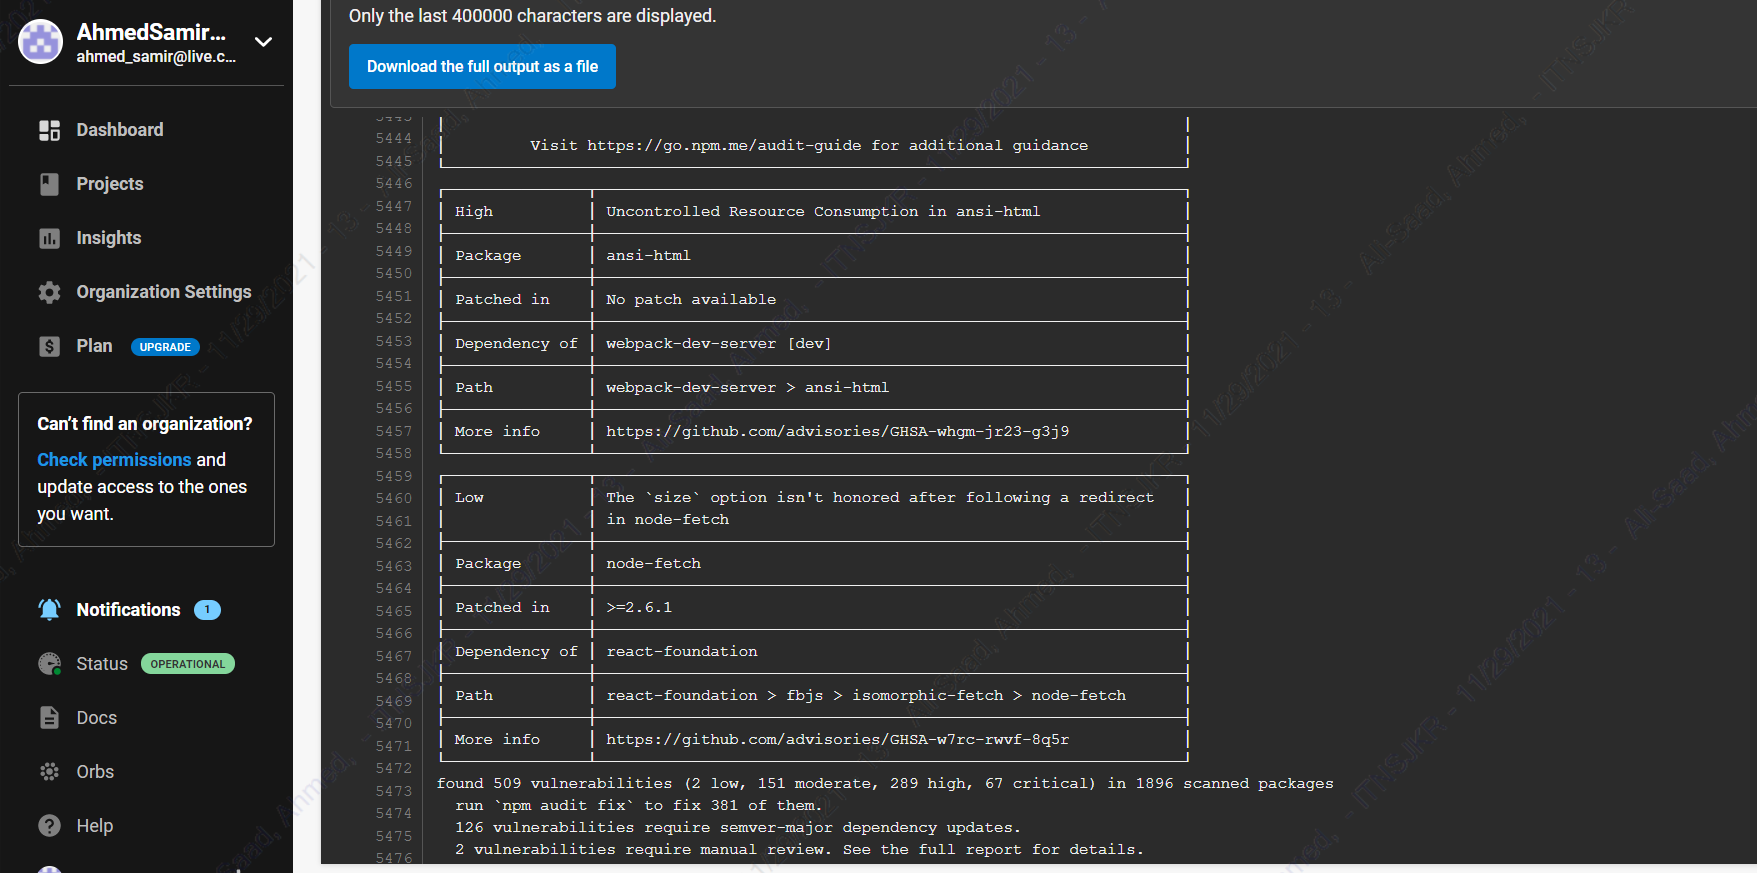 AhmedSamir...
ahmed_samir@live.c...
Dashboard
Projects
Insights
Organization Settings
Plan UPGRADE
Can't find an organization?
Check permissions and
update access to the ones
you want.
Notifications 1
Status OPERATIONAL
Docs
Orbs
Help
Only the last 400000 characters are displayed.
Download the full output as a file
5443
5444
5445
5446
5447
5448
5449
5450
5451
5452
5453
5454
5455
5456
5457
5458
5459
5460
5461
5462
5463
5464
5465
5466
5467
5468
5469
5470
5471
5472
5473
5474
5475
5476
Visit https://go.npm.me/audit-guide for additional guidance
High Uncontrolled Resource Consumption in ansi-html
Package ansi-html
Patched in No patch available
Dependency of webpack-dev-server [dev]
Path webpack-dev-server > ansi-html
More info https://github.com/advisories/GHSA-whgm-jr23-g3j9
Low The `size` option isn't honored after following a redirect
in node-fetch
Package node-fetch
Patched in >=2.6.1
Dependency of react-foundation
Path react-foundation > fbjs > isomorphic-fetch > node-fetch
More info https://github.com/advisories/GHSA-w7rc-rwvf-8q5r
found 509 vulnerabilities (2 low, 151 moderate, 289 high, 67 critical) in 1896 scanned packages
run `npm audit fix` to fix 381 of them.
126 vulnerabilities require semver-major dependency updates.
2 vulnerabilities require manual review. See the full report for details.